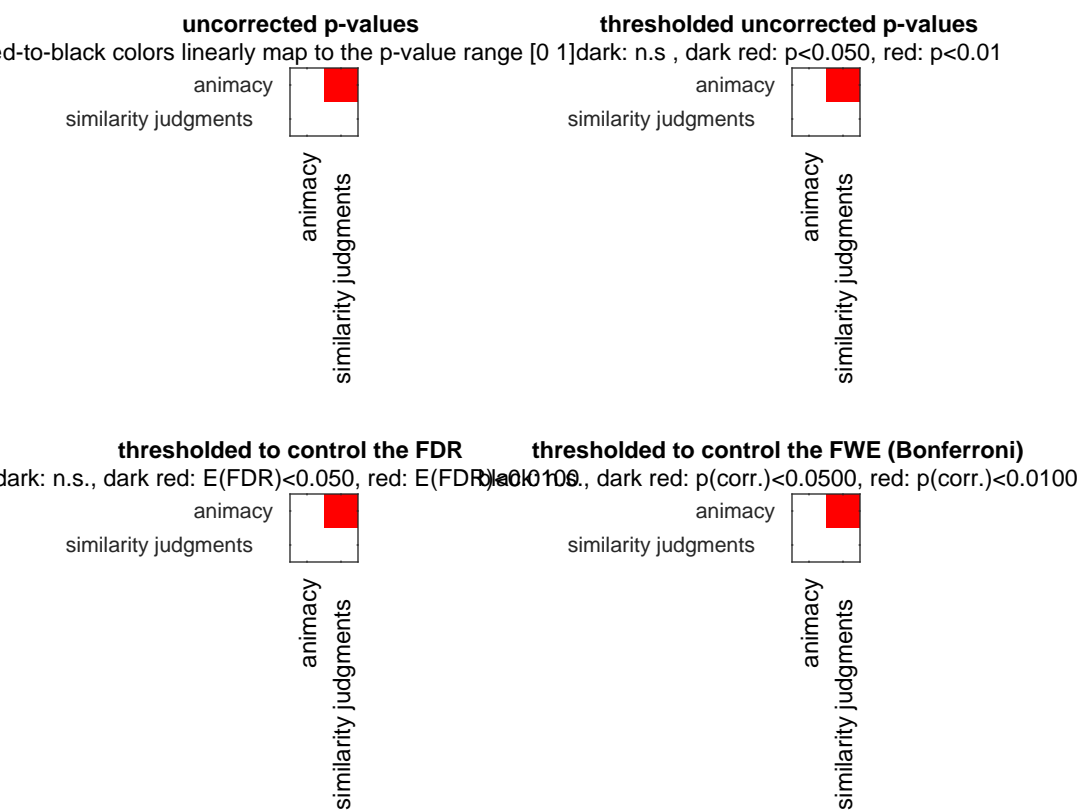 uncorrected p-values
ed-to-black colors linearly map to the p-value range [0 1]
animacy
similarity judgments
animacy
similarity judgments
thresholded uncorrected p-values
dark: n.s , dark red: p<0.050, red: p<0.01
animacy
similarity judgments
animacy
similarity judgments
thresholded to control the FDR
dark: n.s., dark red: E(FDR)<0.050, red: E(FDR)<0.0100
animacy
similarity judgments
animacy
similarity judgments
thresholded to control the FWE (Bonferroni)
black: n.s., dark red: p(corr.)<0.0500, red: p(corr.)<0.0100
animacy
similarity judgments
animacy
similarity judgments